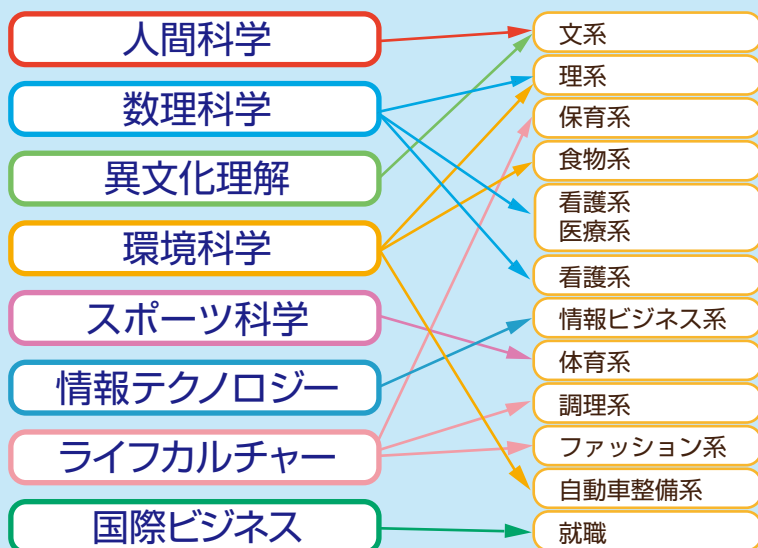 人間科学
数理科学
異文化理解
環境科学
スポーツ科学
情報テクノロジー
ライフカルチャー
国際ビジネス
文系
理系
保育系
食物系
看護系
医療系
看護系
情報ビジネス系
体育系
調理系
ファッション系
自動車整備系
就職